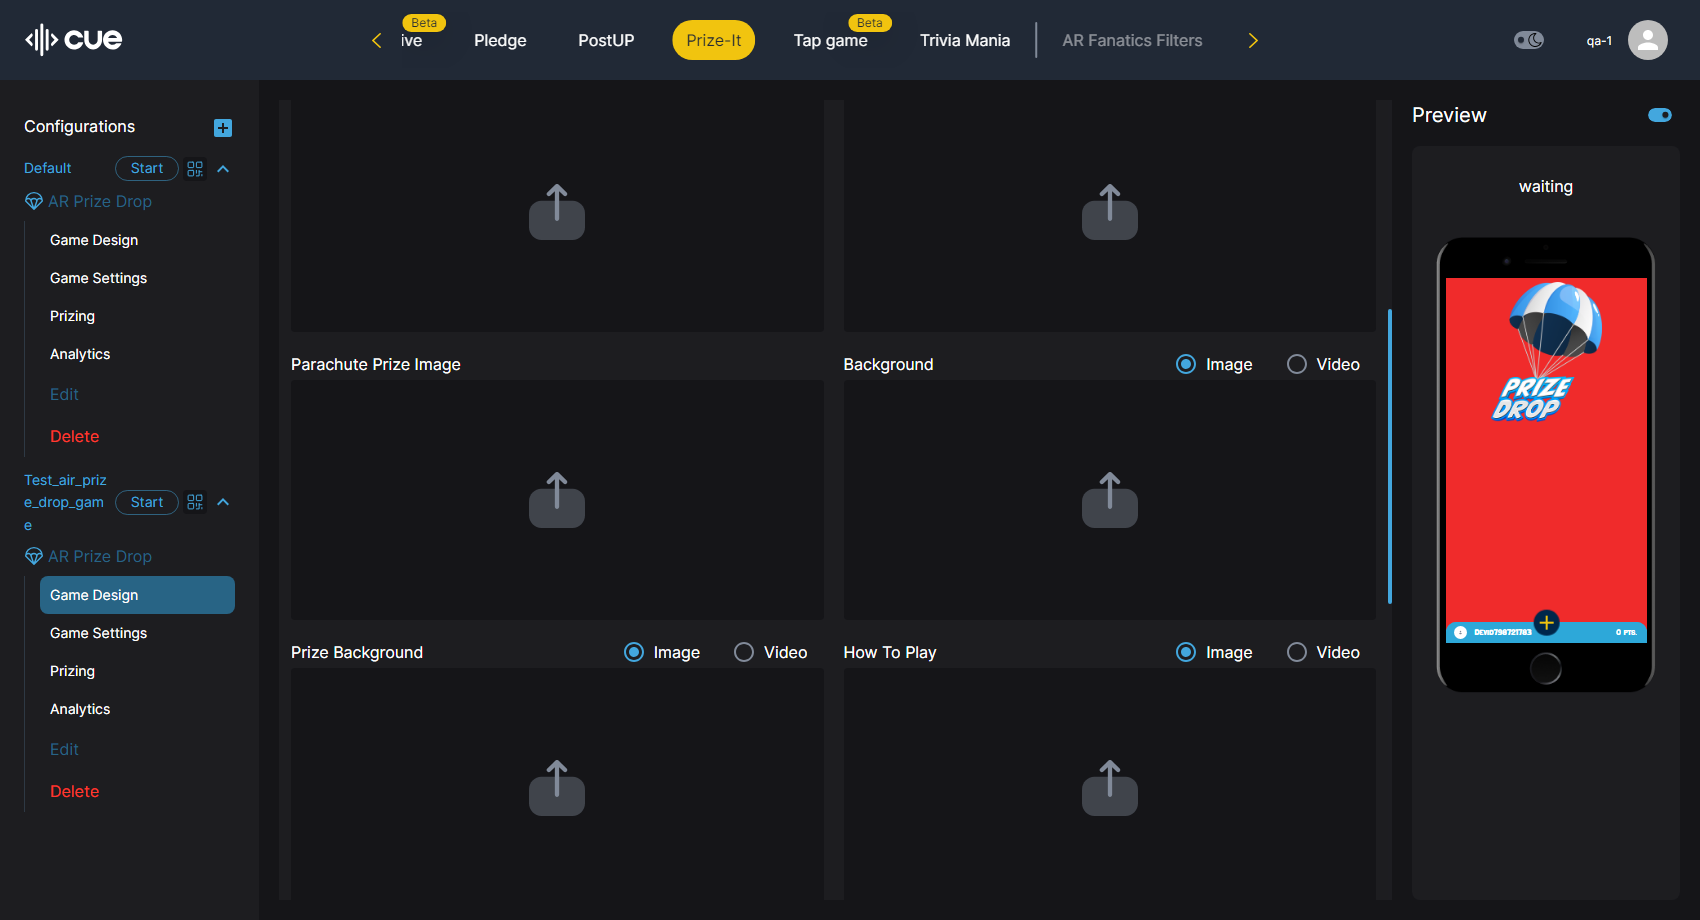 cue
Beta
ive
Pledge
PostUP
Prize-It
Beta
Tap game
Trivia Mania
AR Fanatics Filters
qa-1
Configurations
Default
Start
AR Prize Drop
Game Design
Game Settings
Prizing
Analytics
Edit
Delete
Test_air_priz
e_drop_gam
e
Start
AR Prize Drop
Game Design
Game Settings
Prizing
Analytics
Edit
Delete
Parachute Prize Image
Background
Image
Video
Prize Background
Image
Video
How To Play
Image
Video
Preview
waiting
PRIZE
DROP
0 PTS.